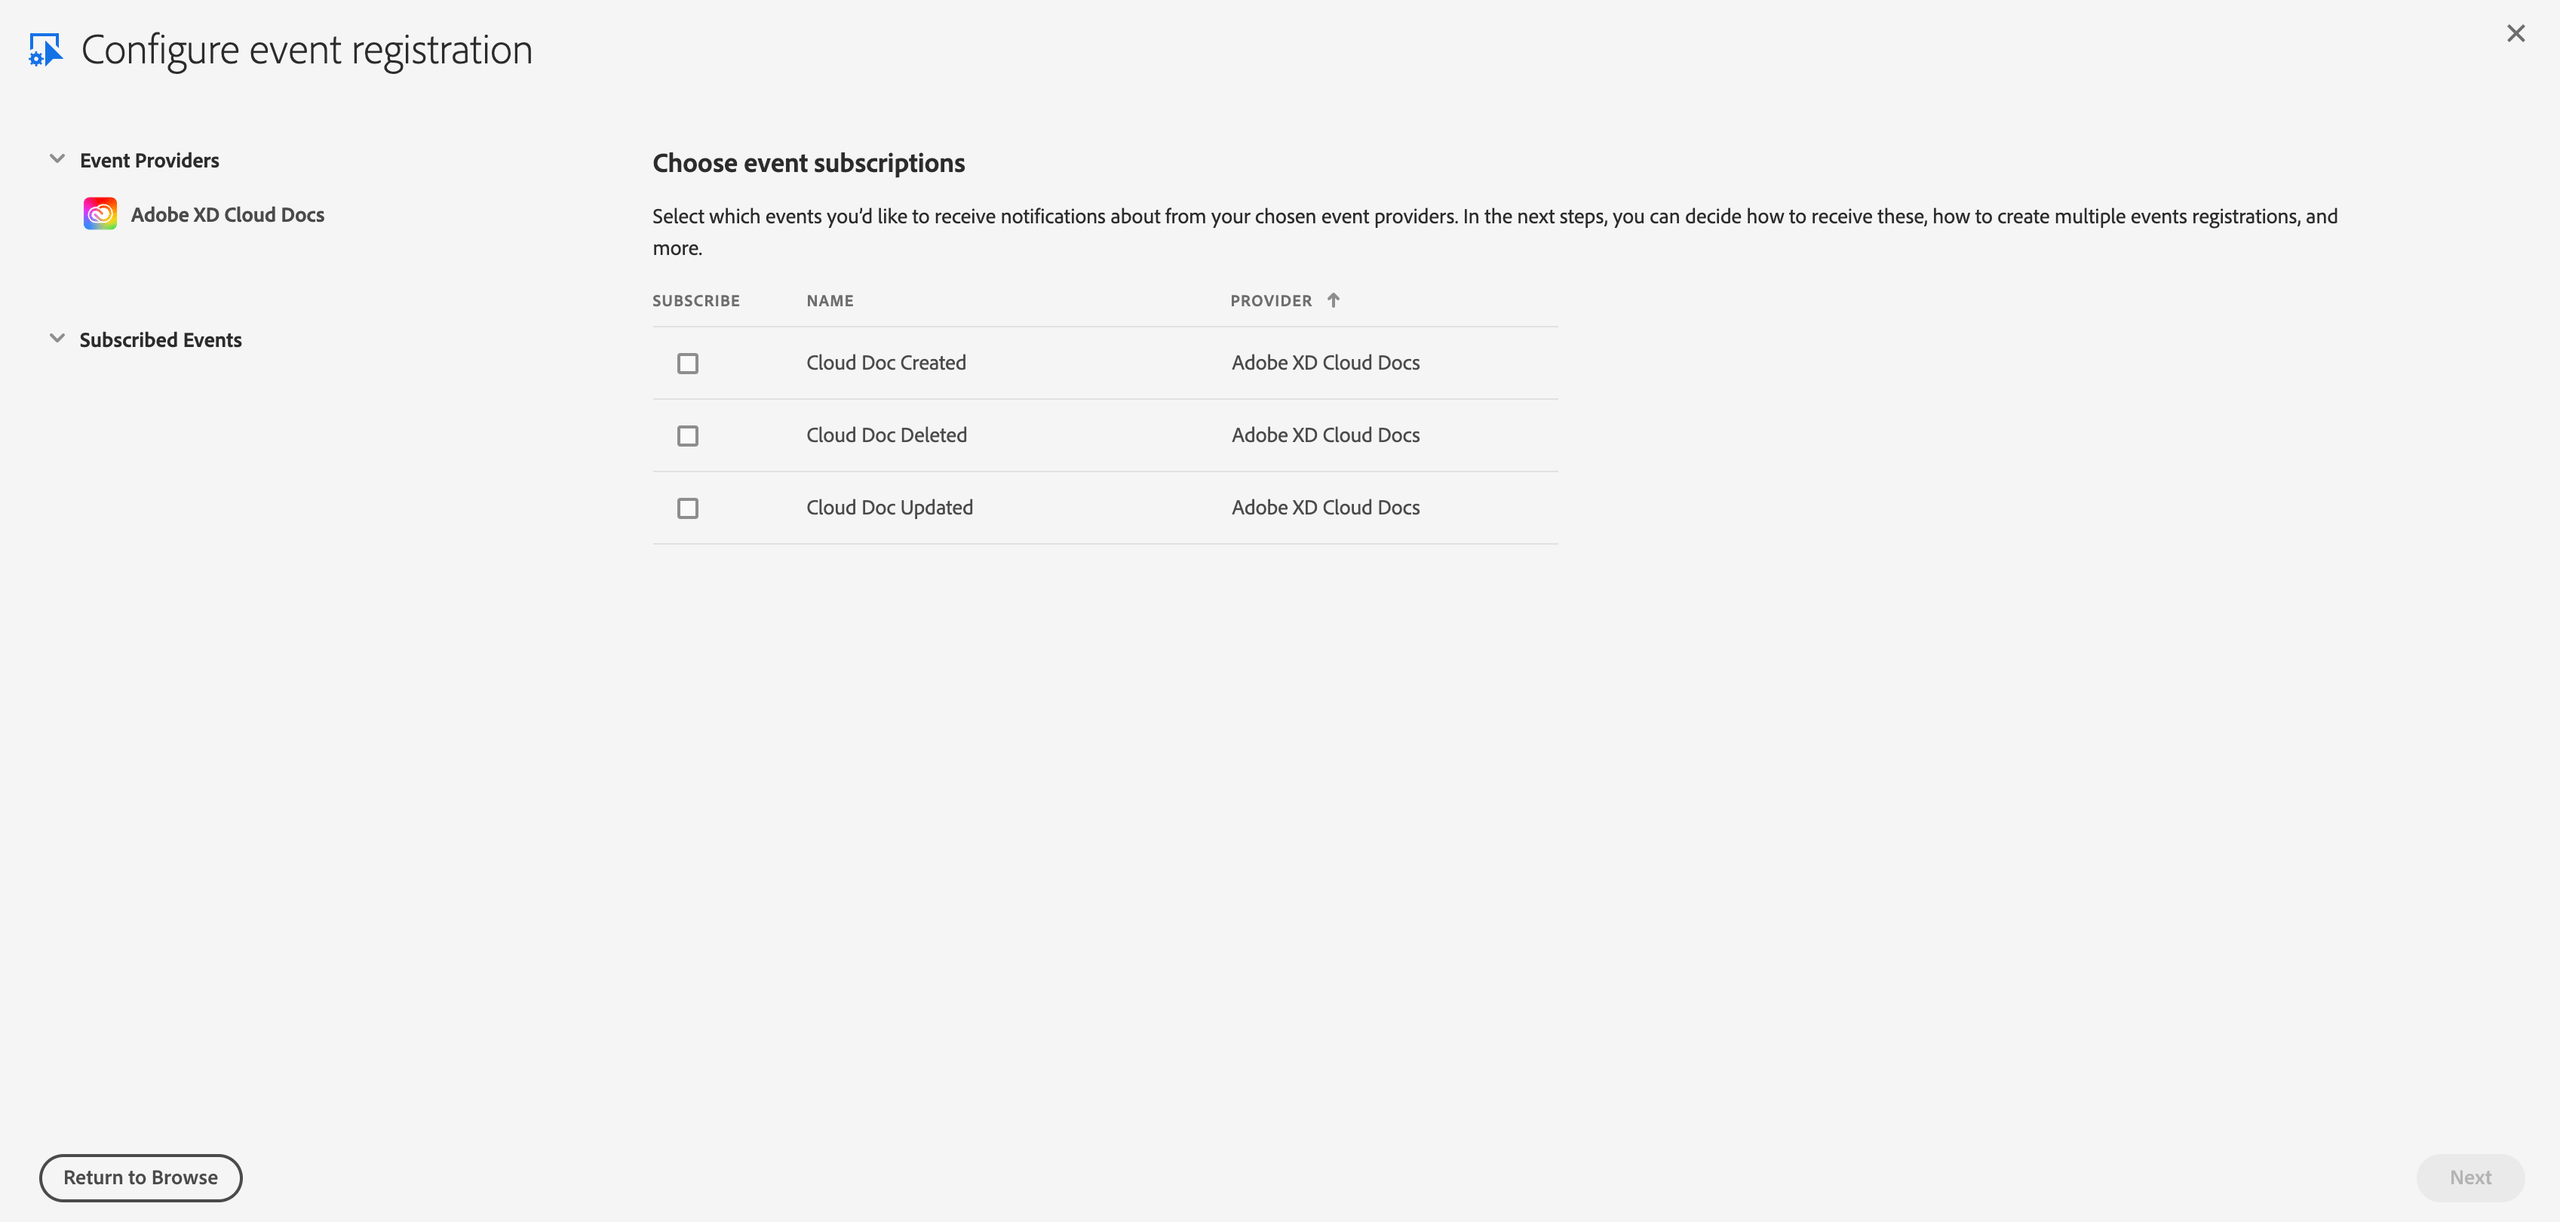 Configure event registration
Event Providers
Adobe XD Cloud Docs
Subscribed Events
Choose event subscriptions
Select which events you’d like to receive notifications about from your chosen event providers. In the next steps, you can decide how to receive these, how to create multiple events registrations, and
more.
SUBSCRIBE NAME PROVIDER
Cloud Doc Created Adobe XD Cloud Docs
Cloud Doc Deleted Adobe XD Cloud Docs
Cloud Doc Updated Adobe XD Cloud Docs
Return to Browse
Next